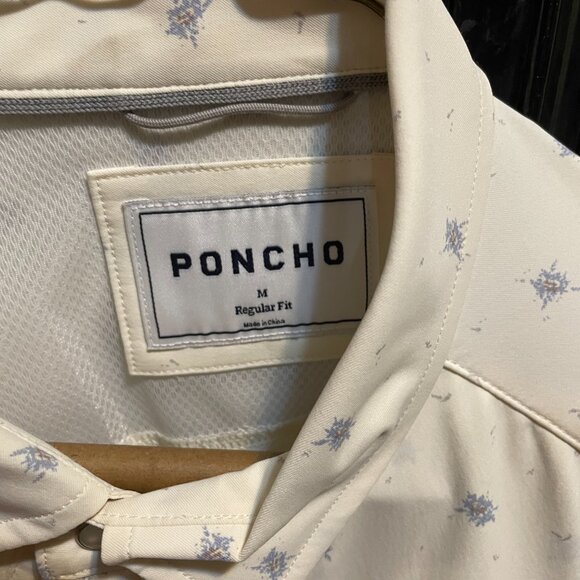 PONCHO
M
Regular Fit
Made in China